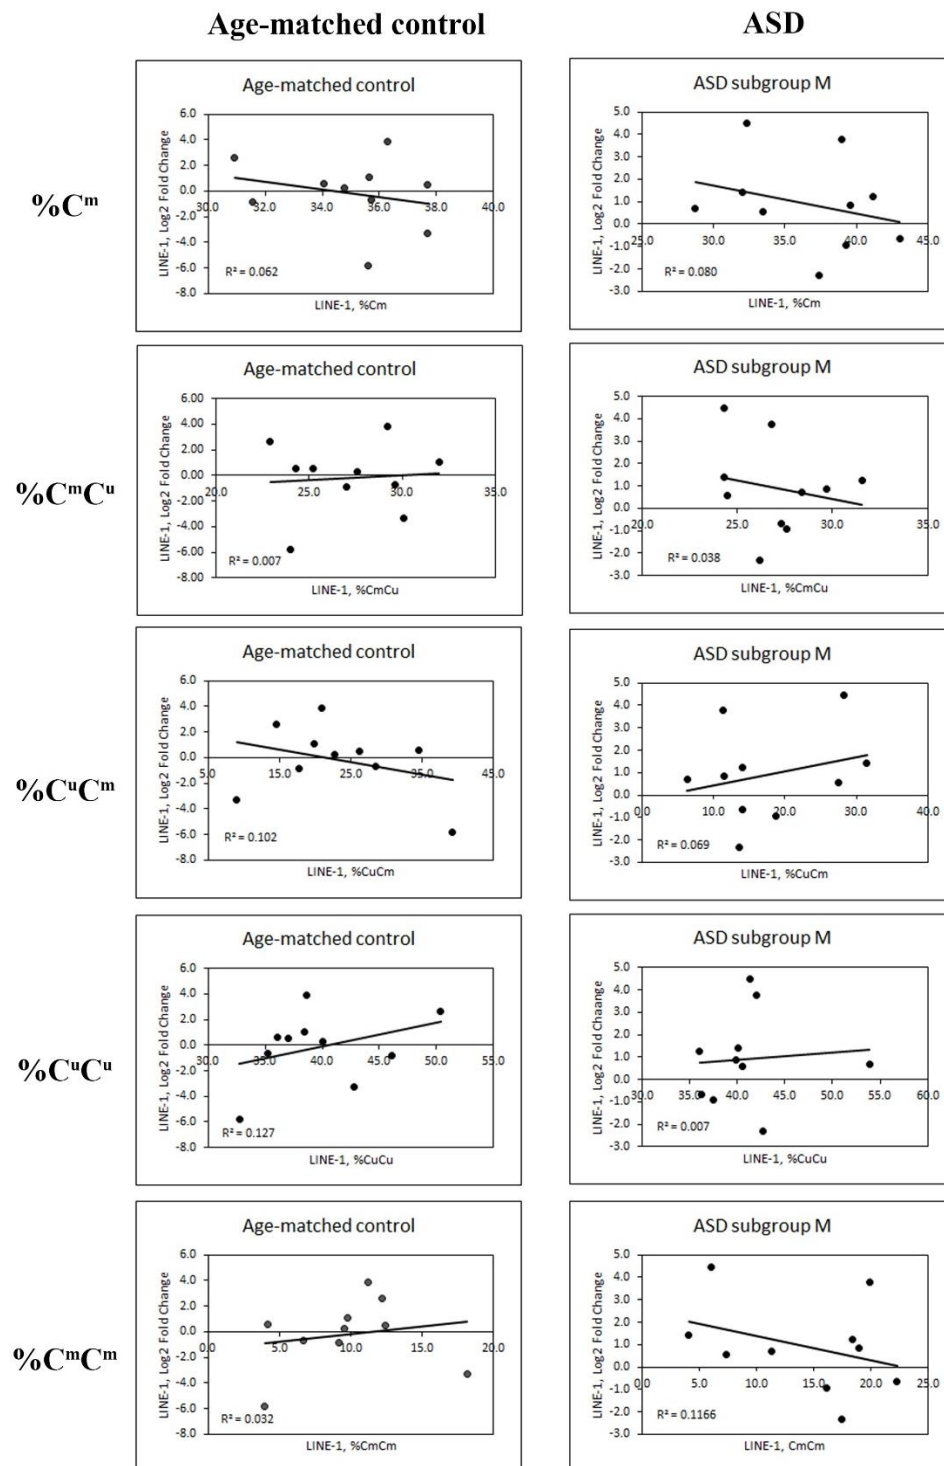 Age-matched control ASD
%Cᵐ
Age-matched control
LINE-1, Log2 Fold Change
6.0
4.0
2.0
0.0
-2.0
-4.0
-6.0
-8.0
30.0 32.0 34.0 36.0 38.0 40.0
R² = 0.062
LINE-1, %Cm
ASD subgroup M
LINE-1, Log2 Fold Change
5.0
4.0
3.0
2.0
1.0
0.0
-1.0
-2.0
-3.0
25.0 30.0 35.0 40.0 45.0
R² = 0.080
LINE-1, %Cm
%CᵐCᵘ
Age-matched control
LINE-1, Log2 Fold Change
6.00
4.00
2.00
0.00
-2.00
-4.00
-6.00
-8.00
20.0 25.0 30.0 35.0
R² = 0.007
LINE-1, %CmCu
ASD subgroup M
LINE-1, Log2 Fold Change
5.0
4.0
3.0
2.0
1.0
0.0
-1.0
-2.0
-3.0
20.0 25.0 30.0 35.0
R² = 0.038
LINE-1, %CmCu
%CᵘCᵐ
Age-matched control
LINE-1, Log2 Fold Change
6.0
4.0
2.0
0.0
-2.0
-4.0
-6.0
-8.0
5.0 15.0 25.0 35.0 45.0
R² = 0.102
LINE-1, %CuCm
ASD subgroup M
LINE-1, Log2 Fold Change
5.0
4.0
3.0
2.0
1.0
0.0
-1.0
-2.0
-3.0
0.0 10.0 20.0 30.0 40.0
R² = 0.069
LINE-1, %CuCm
%CᵘCᵘ
Age-matched control
LINE-1, Log2 Fold Change
6.0
4.0
2.0
0.0
-2.0
-4.0
-6.0
-8.0
30.0 35.0 40.0 45.0 50.0 55.0
R² = 0.127
LINE-1, %CuCu
ASD subgroup M
LINE-1, Log2 Fold Chaange
5.0
4.0
3.0
2.0
1.0
0.0
-1.0
-2.0
-3.0
30.0 40.0 50.0 60.0
R² = 0.007
LINE-1, %CuCu
%CᵐCᵐ
Age-matched control
LINE-1, Log2 Fold Change
6.0
4.0
2.0
0.0
-2.0
-4.0
-6.0
-8.0
0.0 5.0 10.0 15.0 20.0
R² = 0.032
LINE-1, %CmCm
ASD subgroup M
LINE-1, Log2 Fold Change
5.0
4.0
3.0
2.0
1.0
0.0
-1.0
-2.0
-3.0
0.0 5.0 10.0 15.0 20.0 25.0
R² = 0.1166
LINE-1, CmCm